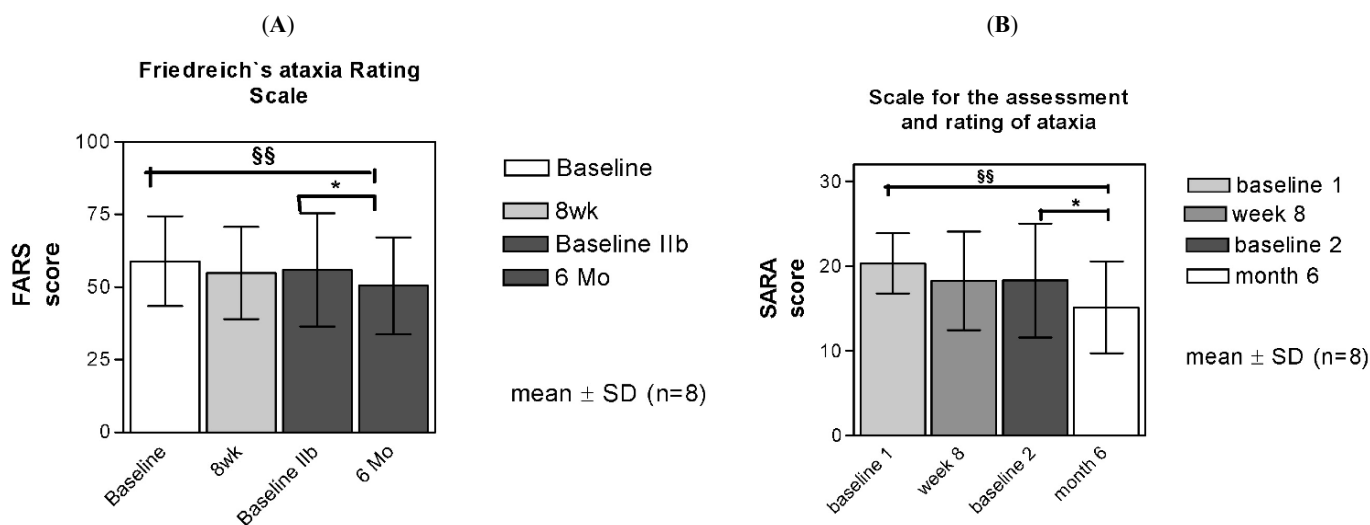 (A)
Friedreich`s ataxia Rating
Scale
FARS
score
100
75
50
25
0
§§
*
Baseline
8wk
Baseline IIb
6 Mo
Baseline
8wk
Baseline IIb
6 Mo
mean ± SD (n=8)
(B)
Scale for the assessment
and rating of ataxia
SARA
score
30
20
10
0
§§
*
baseline 1
week 8
baseline 2
month 6
baseline 1
week 8
baseline 2
month 6
mean ± SD (n=8)